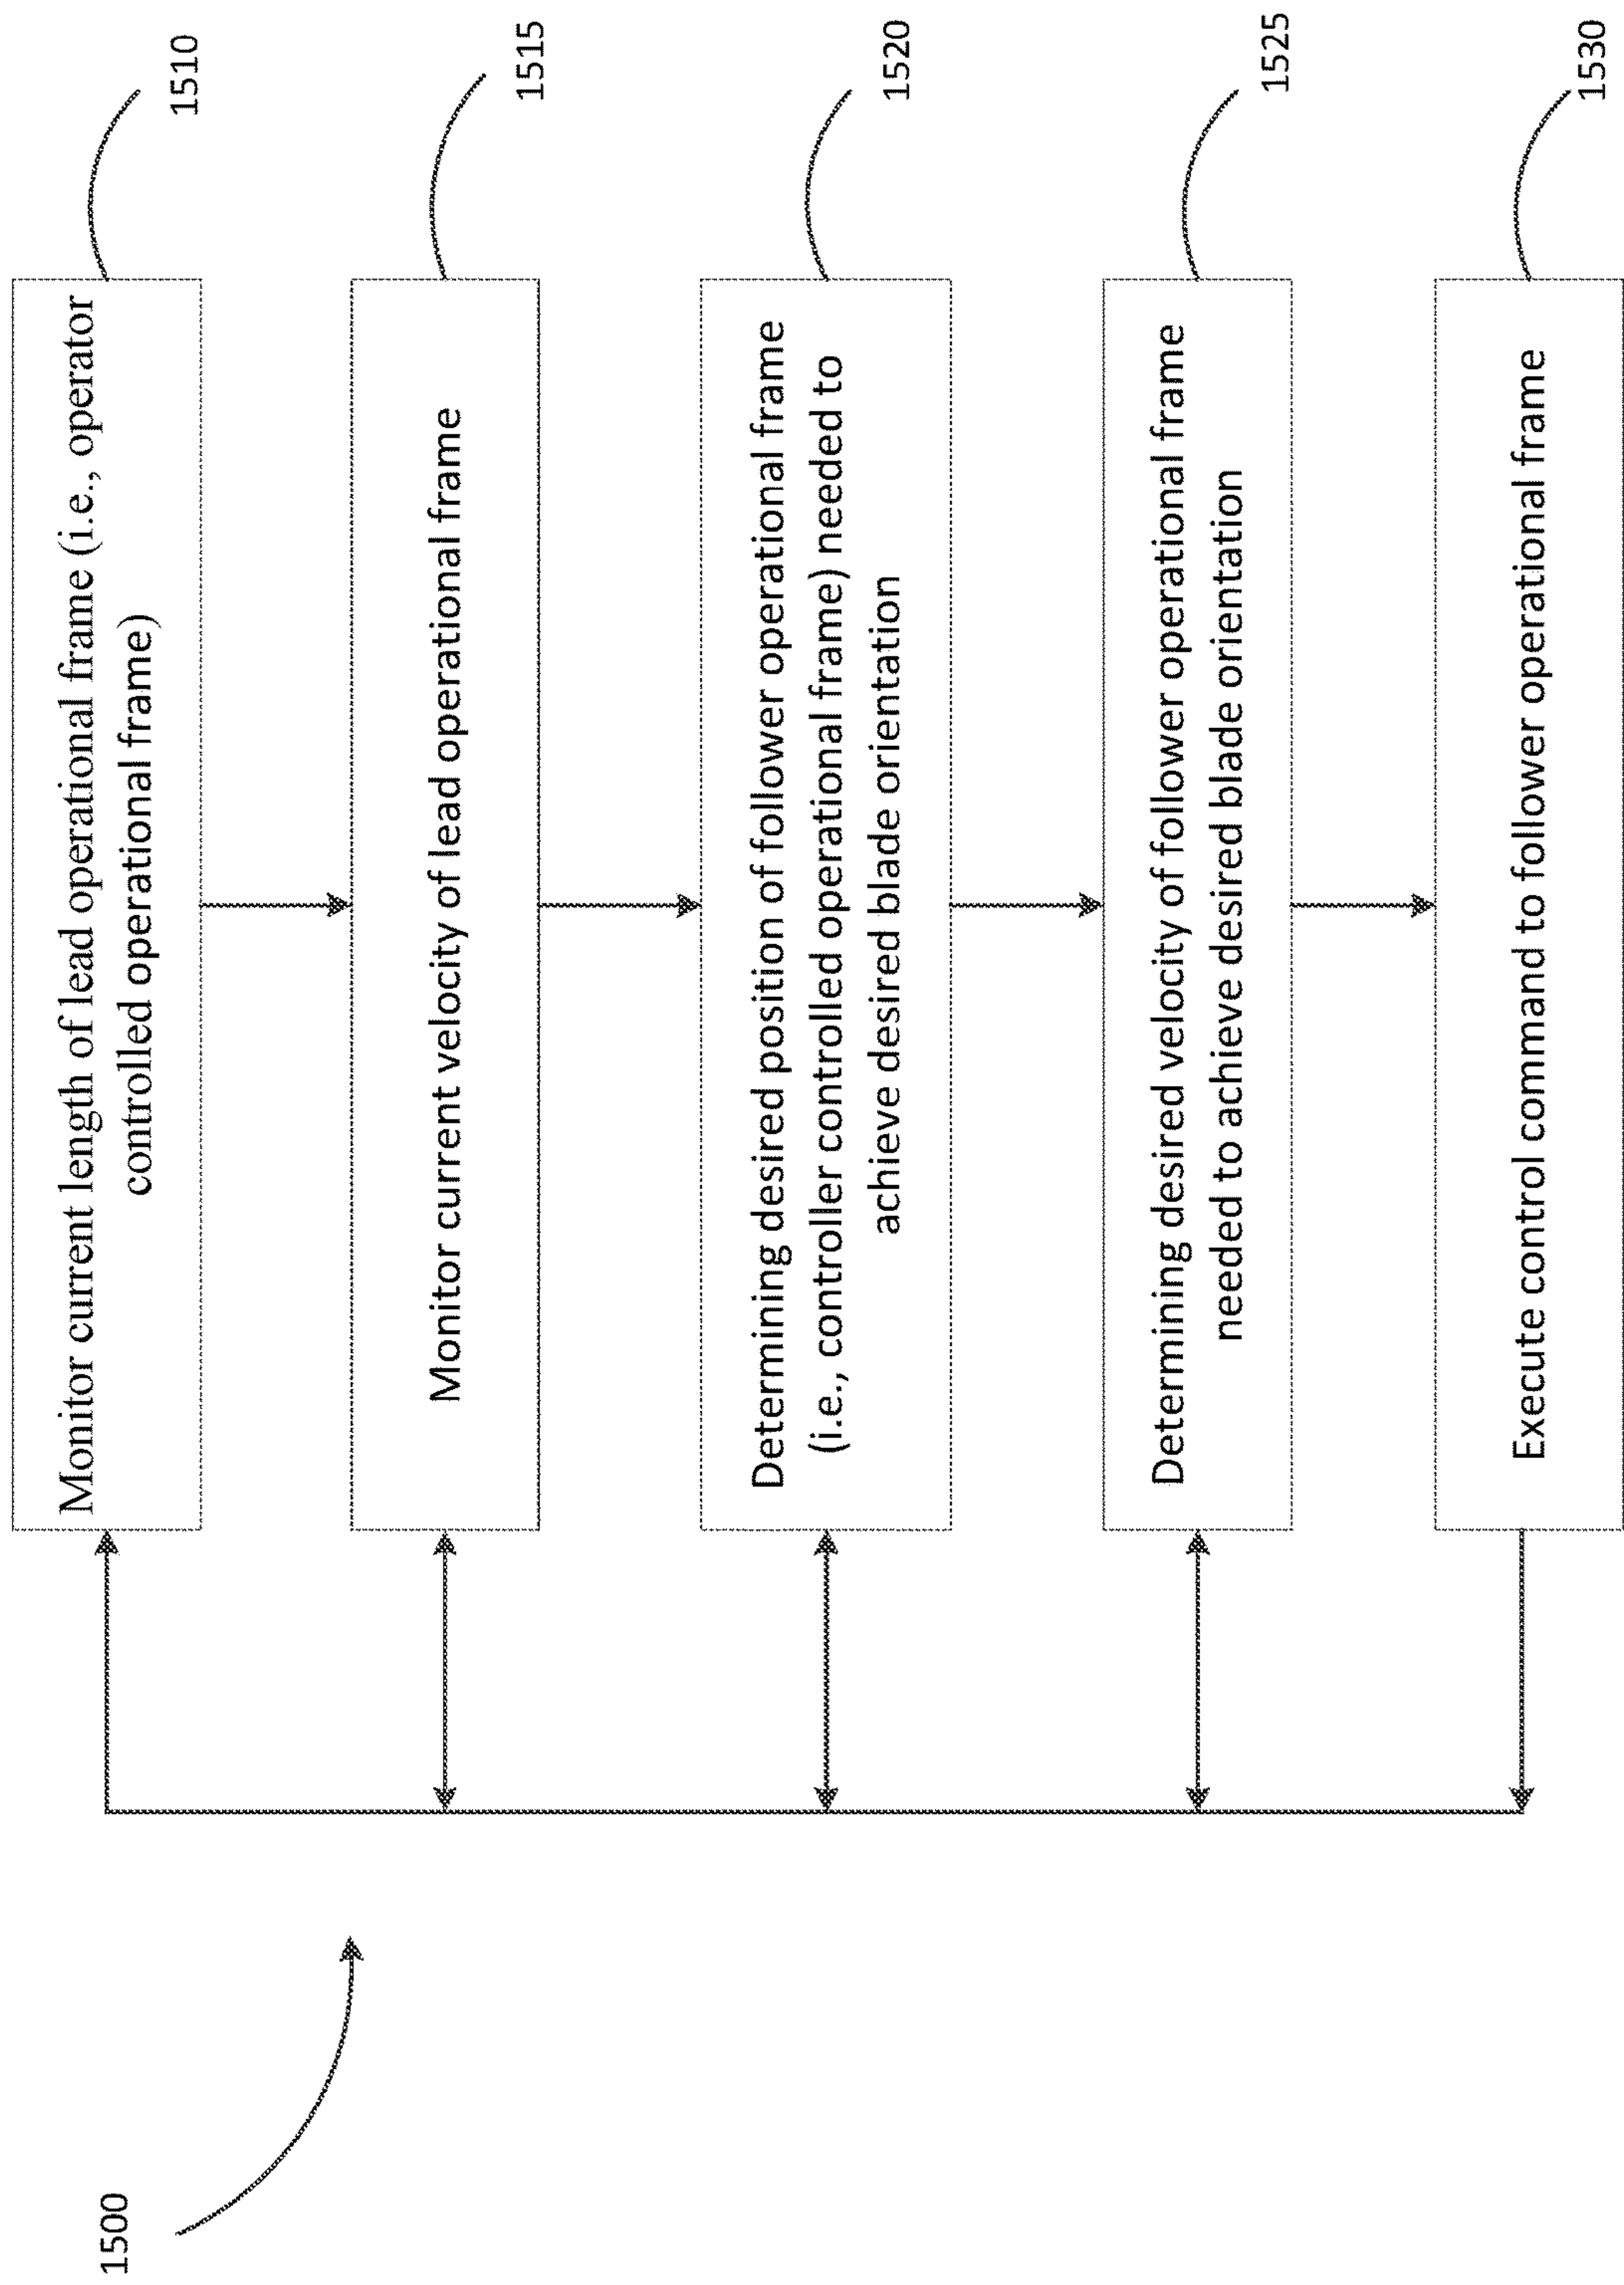 1500
Monitor current length of lead operational frame (i.e., operator
controlled operational frame)
1510
Monitor current velocity of lead operational frame
1515
Determining desired position of follower operational frame
(i.e., controller controlled operational frame) needed to
achieve desired blade orientation
1520
Determining desired velocity of follower operational frame
needed to achieve desired blade orientation
1525
Execute control command to follower operational frame
1530